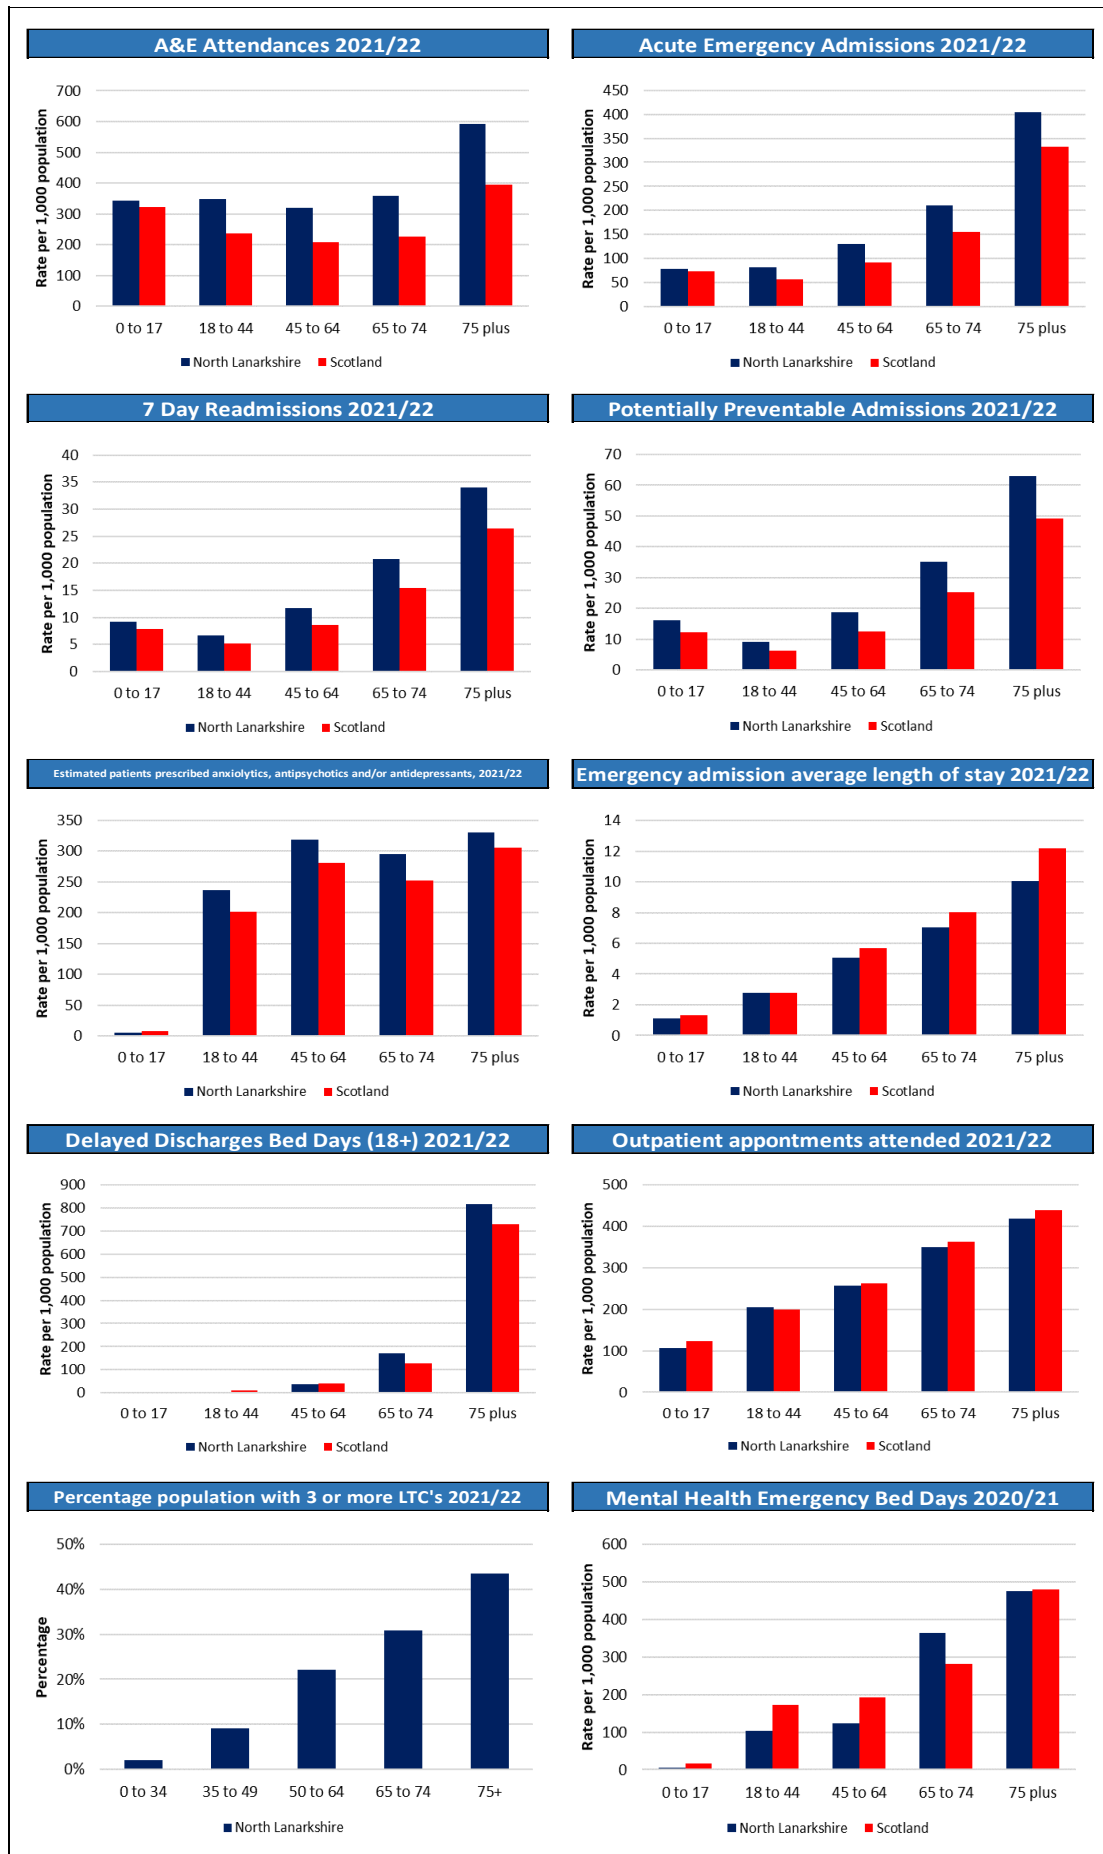 A&E Attendances 2021/22
Rate per 1,000 population
700
600
500
400
300
200
100
0
0 to 17 18 to 44 45 to 64 65 to 74 75 plus
North Lanarkshire Scotland
Acute Emergency Admissions 2021/22
Rate per 1,000 population
450
400
350
300
250
200
150
100
50
0
0 to 17 18 to 44 45 to 64 65 to 74 75 plus
North Lanarkshire Scotland
7 Day Readmissions 2021/22
Rate per 1,000 population
40
35
30
25
20
15
10
5
0
0 to 17 18 to 44 45 to 64 65 to 74 75 plus
North Lanarkshire Scotland
Potentially Preventable Admissions 2021/22
Rate per 1,000 population
70
60
50
40
30
20
10
0
0 to 17 18 to 44 45 to 64 65 to 74 75 plus
North Lanarkshire Scotland
Estimated patients prescribed anxiolytics, antipsychotics and/or antidepressants, 2021/22
Rate per 1,000 population
350
300
250
200
150
100
50
0
0 to 17 18 to 44 45 to 64 65 to 74 75 plus
North Lanarkshire Scotland
Emergency admission average length of stay 2021/22
Rate per 1,000 population
14
12
10
8
6
4
2
0
0 to 17 18 to 44 45 to 64 65 to 74 75 plus
North Lanarkshire Scotland
Delayed Discharges Bed Days (18+) 2021/22
Rate per 1,000 population
900
800
700
600
500
400
300
200
100
0
0 to 17 18 to 44 45 to 64 65 to 74 75 plus
North Lanarkshire Scotland
Outpatient appontments attended 2021/22
Rate per 1,000 population
500
400
300
200
100
0
0 to 17 18 to 44 45 to 64 65 to 74 75 plus
North Lanarkshire Scotland
Percentage population with 3 or more LTC's 2021/22
Percentage
50%
40%
30%
20%
10%
0%
0 to 34 35 to 49 50 to 64 65 to 74 75+
North Lanarkshire
Mental Health Emergency Bed Days 2020/21
Rate per 1,000 population
600
500
400
300
200
100
0
0 to 17 18 to 44 45 to 64 65 to 74 75 plus
North Lanarkshire Scotland